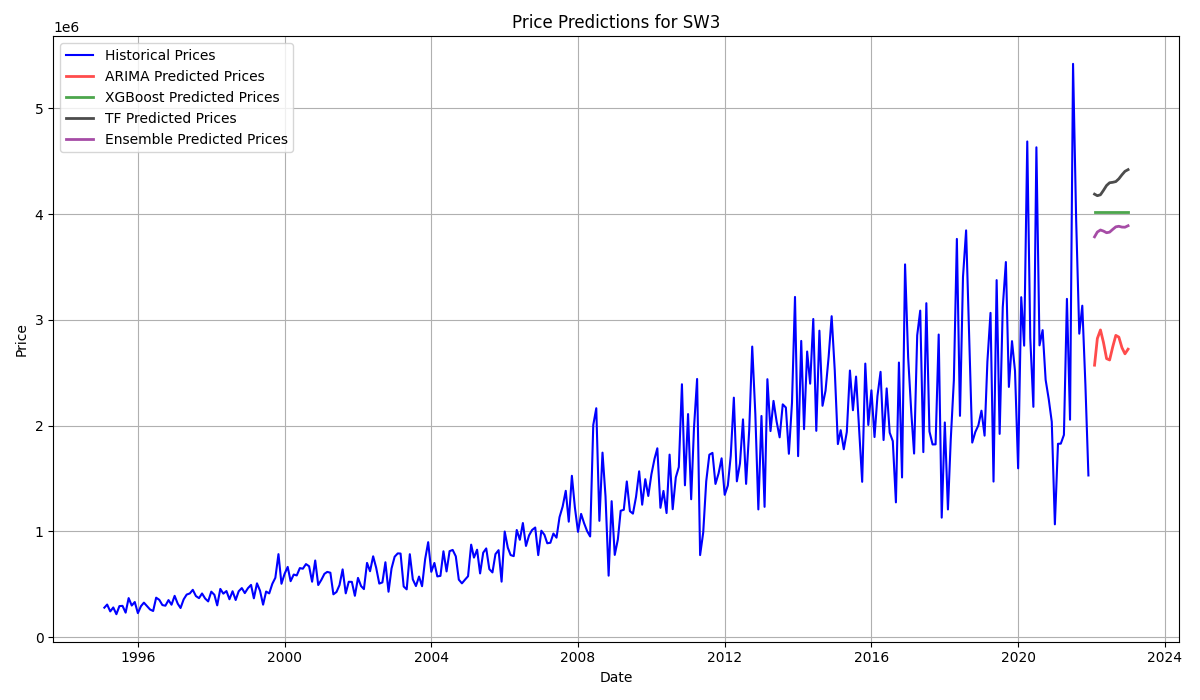 Price Predictions for SW3
1e6
Historical Prices
ARIMA Predicted Prices
XGBoost Predicted Prices
TF Predicted Prices
Ensemble Predicted Prices
5
4
3
2
1
0
Price
1996
2000
2004
2008
2012
2016
2020
2024
Date